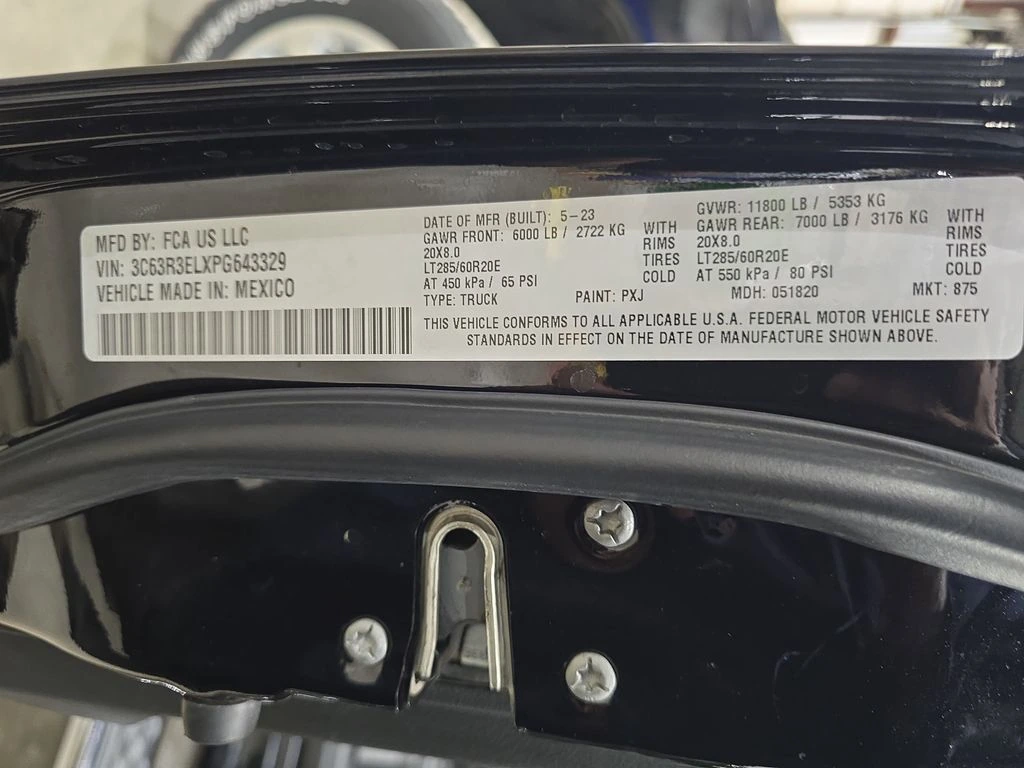 MFD BY: FCA US LLC
VIN: 3C63R3ELXPG643329
VEHICLE MADE IN: MEXICO
DATE OF MFR (BUILT): 5-23
GAWR FRONT: 6000 LB / 2722 KG
20X8.0
LT285/60R20E
AT 450 kPa / 65 PSI
WITH
RIMS
TIRES
COLD
GVWR: 11800 LB / 5353 KG
GAWR REAR: 7000 LB / 3176 KG
20X8.0
LT285/60R20E
AT 550 kPa / 80 PSI
WITH
RIMS
TIRES
COLD
TYPE: TRUCK PAINT: PXJ MDH: 051820 MKT: 875
THIS VEHICLE CONFORMS TO ALL APPLICABLE U.S.A. FEDERAL MOTOR VEHICLE SAFETY
STANDARDS IN EFFECT ON THE DATE OF MANUFACTURE SHOWN ABOVE.